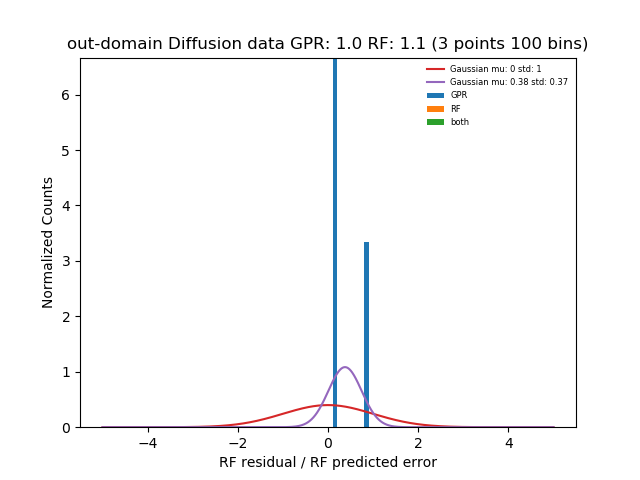 out-domain Diffusion data GPR: 1.0 RF: 1.1 (3 points 100 bins)
Gaussian mu: 0 std: 1
Gaussian mu: 0.38 std: 0.37
GPR
RF
both
Normalized Counts
6
5
4
3
2
1
0
−4
−2
0
2
4
RF residual / RF predicted error